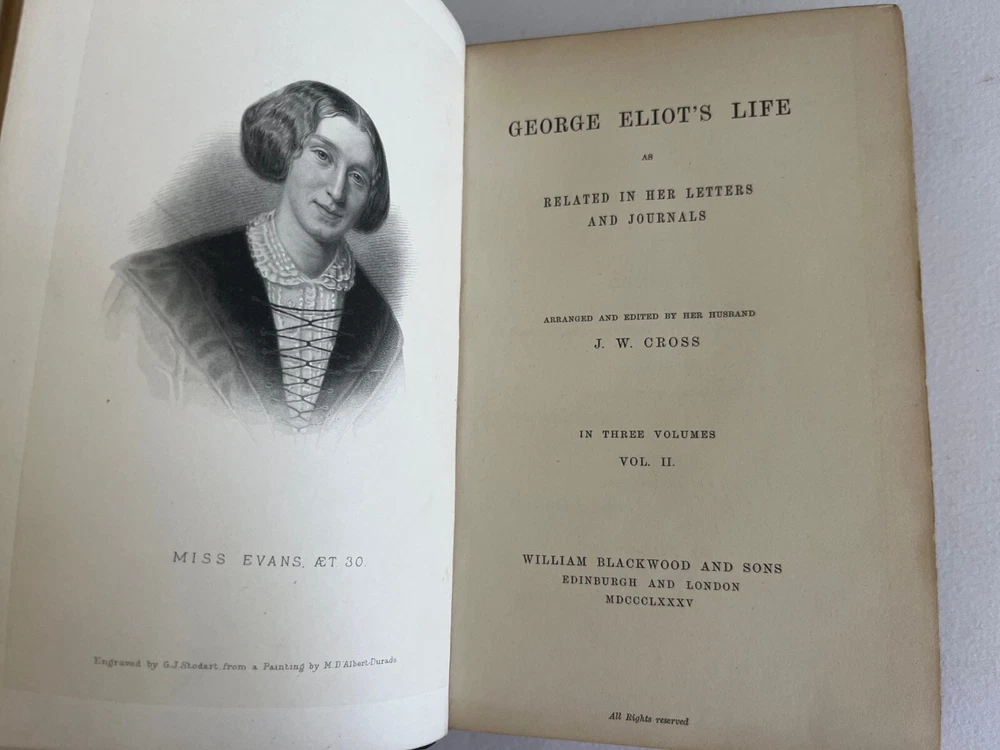 MISS EVANS, ÆT. 30.
Engraved by G.J.Stodart from a Painting by M.D'Albert-Durade
GEORGE ELIOT'S LIFE
AS
RELATED IN HER LETTERS
AND JOURNALS
ARRANGED AND EDITED BY HER HUSBAND
J. W. CROSS
IN THREE VOLUMES
VOL. II.
WILLIAM BLACKWOOD AND SONS
EDINBURGH AND LONDON
MDCCCLXXXV
All Rights reserved